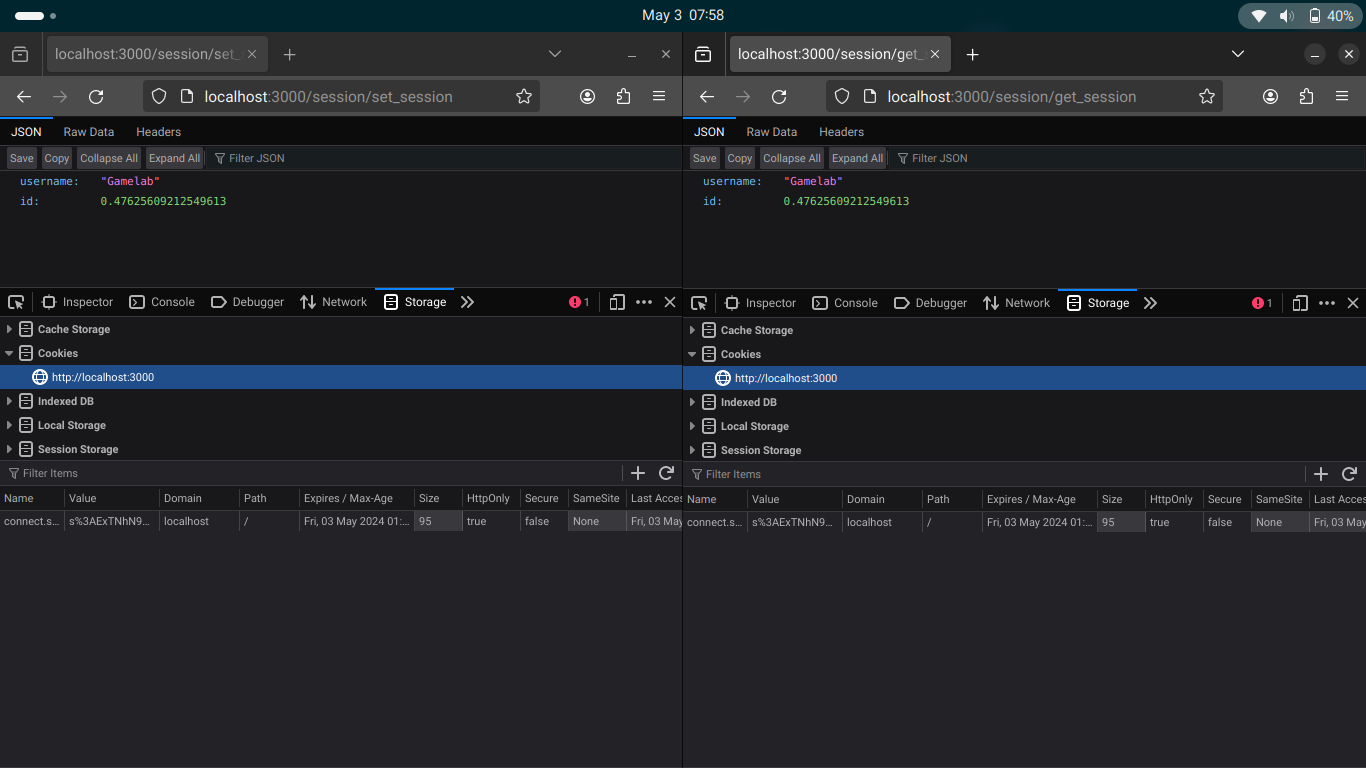 May 3 07:58
40%
localhost:3000/session/set_
localhost:3000/session/set_session
JSON Raw Data Headers
Save Copy Collapse All Expand All Filter JSON
username: "Gamelab"
id: 0.47625609212549613
Inspector Console Debugger Network Storage 1
Cache Storage
Cookies
http://localhost:3000
Indexed DB
Local Storage
Session Storage
Filter Items
Name Value Domain Path Expires / Max-Age Size HttpOnly Secure SameSite Last Acces
connect.s... s%3AExTNhN9... localhost / Fri, 03 May 2024 01:... 95 true false None Fri, 03 May
localhost:3000/session/get_
localhost:3000/session/get_session
JSON Raw Data Headers
Save Copy Collapse All Expand All Filter JSON
username: "Gamelab"
id: 0.47625609212549613
Inspector Console Debugger Network Storage 1
Cache Storage
Cookies
http://localhost:3000
Indexed DB
Local Storage
Session Storage
Filter Items
Name Value Domain Path Expires / Max-Age Size HttpOnly Secure SameSite Last Acces
connect.s... s%3AExTNhN9... localhost / Fri, 03 May 2024 01:... 95 true false None Fri, 03 May